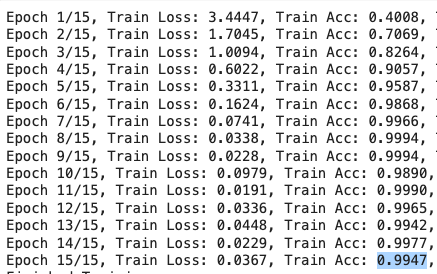 Epoch 1/15, Train Loss: 3.4447, Train Acc: 0.4008,
Epoch 2/15, Train Loss: 1.7045, Train Acc: 0.7069,
Epoch 3/15, Train Loss: 1.0094, Train Acc: 0.8264,
Epoch 4/15, Train Loss: 0.6022, Train Acc: 0.9057,
Epoch 5/15, Train Loss: 0.3311, Train Acc: 0.9587,
Epoch 6/15, Train Loss: 0.1624, Train Acc: 0.9868,
Epoch 7/15, Train Loss: 0.0741, Train Acc: 0.9966,
Epoch 8/15, Train Loss: 0.0338, Train Acc: 0.9994,
Epoch 9/15, Train Loss: 0.0228, Train Acc: 0.9994,
Epoch 10/15, Train Loss: 0.0979, Train Acc: 0.9890,
Epoch 11/15, Train Loss: 0.0191, Train Acc: 0.9990,
Epoch 12/15, Train Loss: 0.0336, Train Acc: 0.9965,
Epoch 13/15, Train Loss: 0.0448, Train Acc: 0.9942,
Epoch 14/15, Train Loss: 0.0229, Train Acc: 0.9977,
Epoch 15/15, Train Loss: 0.0367, Train Acc: 0.9947,